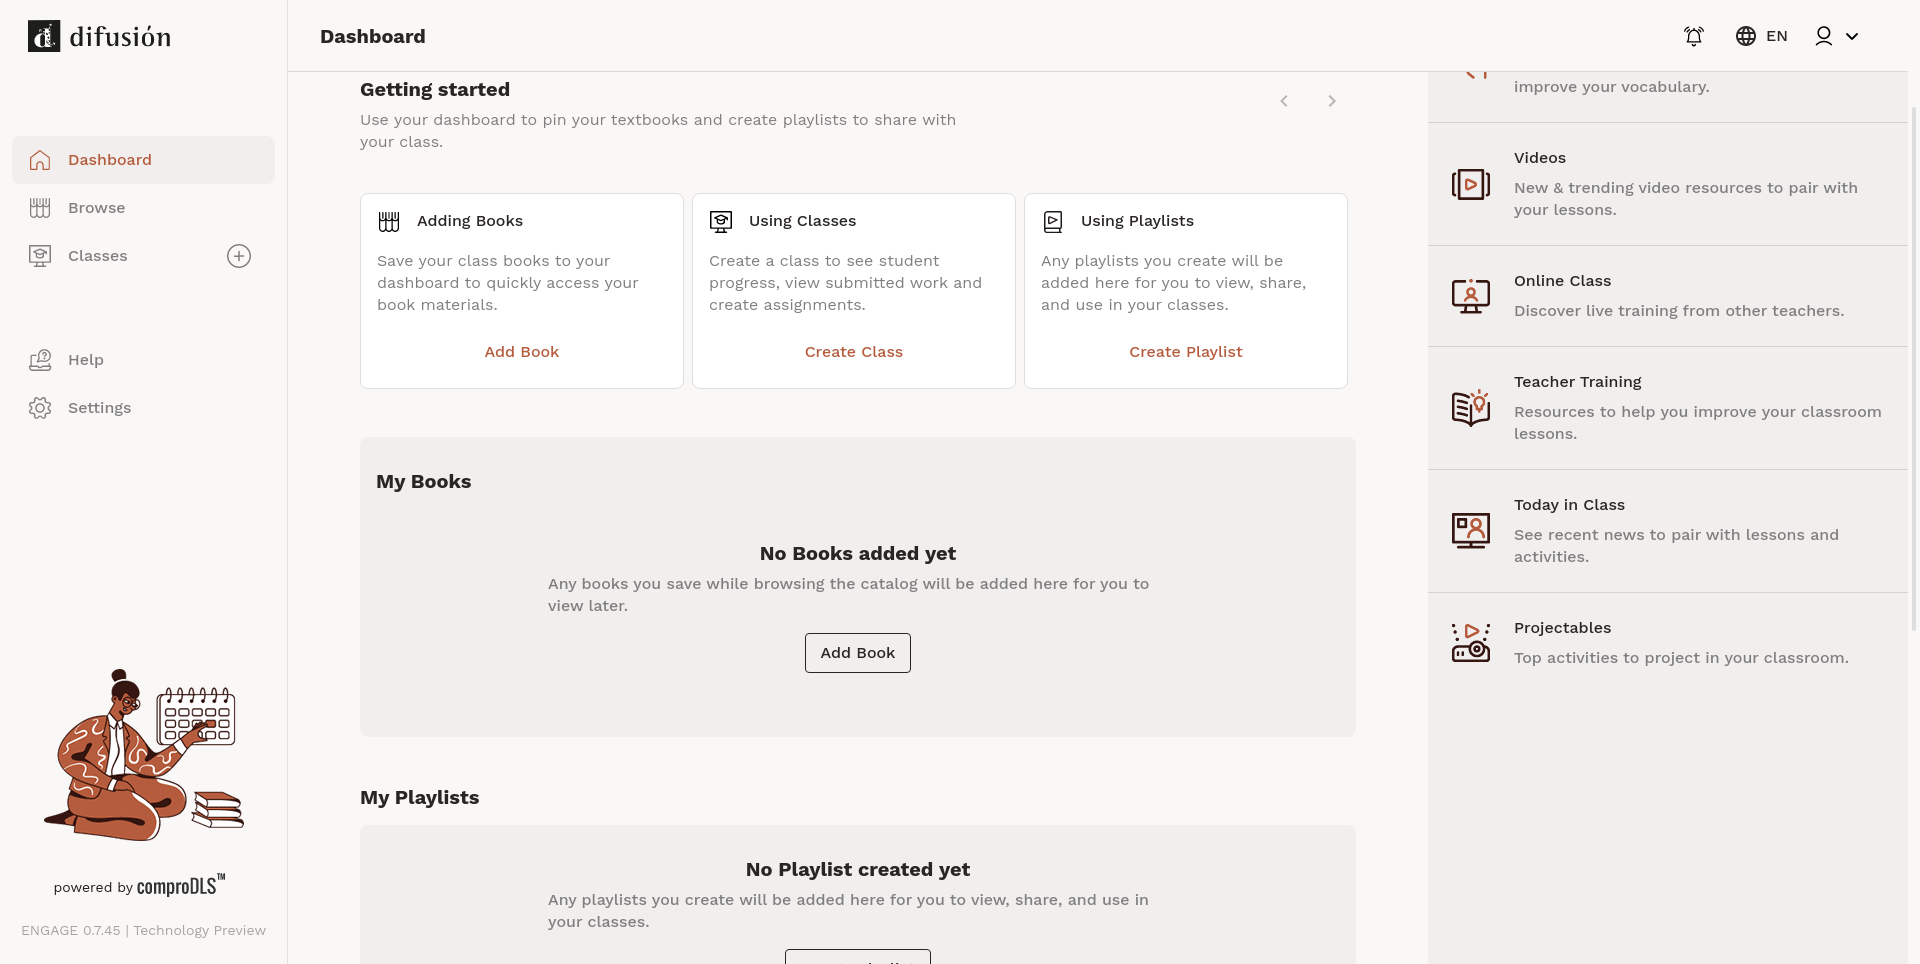 difusión
Dashboard
Browse
Classes
Help
Settings
powered by comproDLS™
ENGAGE 0.7.45 | Technology Preview
Dashboard
EN
Getting started
Use your dashboard to pin your textbooks and create playlists to share with
your class.
Adding Books
Save your class books to your
dashboard to quickly access your
book materials.
Add Book
Using Classes
Create a class to see student
progress, view submitted work and
create assignments.
Create Class
Using Playlists
Any playlists you create will be
added here for you to view, share,
and use in your classes.
Create Playlist
My Books
No Books added yet
Any books you save while browsing the catalog will be added here for you to
view later.
Add Book
My Playlists
No Playlist created yet
Any playlists you create will be added here for you to view, share, and use in
your classes.
improve your vocabulary.
Videos
New & trending video resources to pair with
your lessons.
Online Class
Discover live training from other teachers.
Teacher Training
Resources to help you improve your classroom
lessons.
Today in Class
See recent news to pair with lessons and
activities.
Projectables
Top activities to project in your classroom.